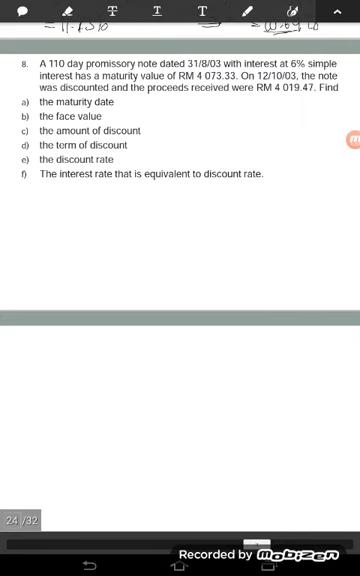 T T T
8. A 110 day promissory note dated 31/8/03 with interest at 6% simple
interest has a maturity value of RM 4 073.33. On 12/10/03, the note
was discounted and the proceeds received were RM 4 019.47. Find
a) the maturity date
b) the face value
c) the amount of discount
d) the term of discount
e) the discount rate
f) The interest rate that is equivalent to discount rate.
24 /32
Recorded by mobizen